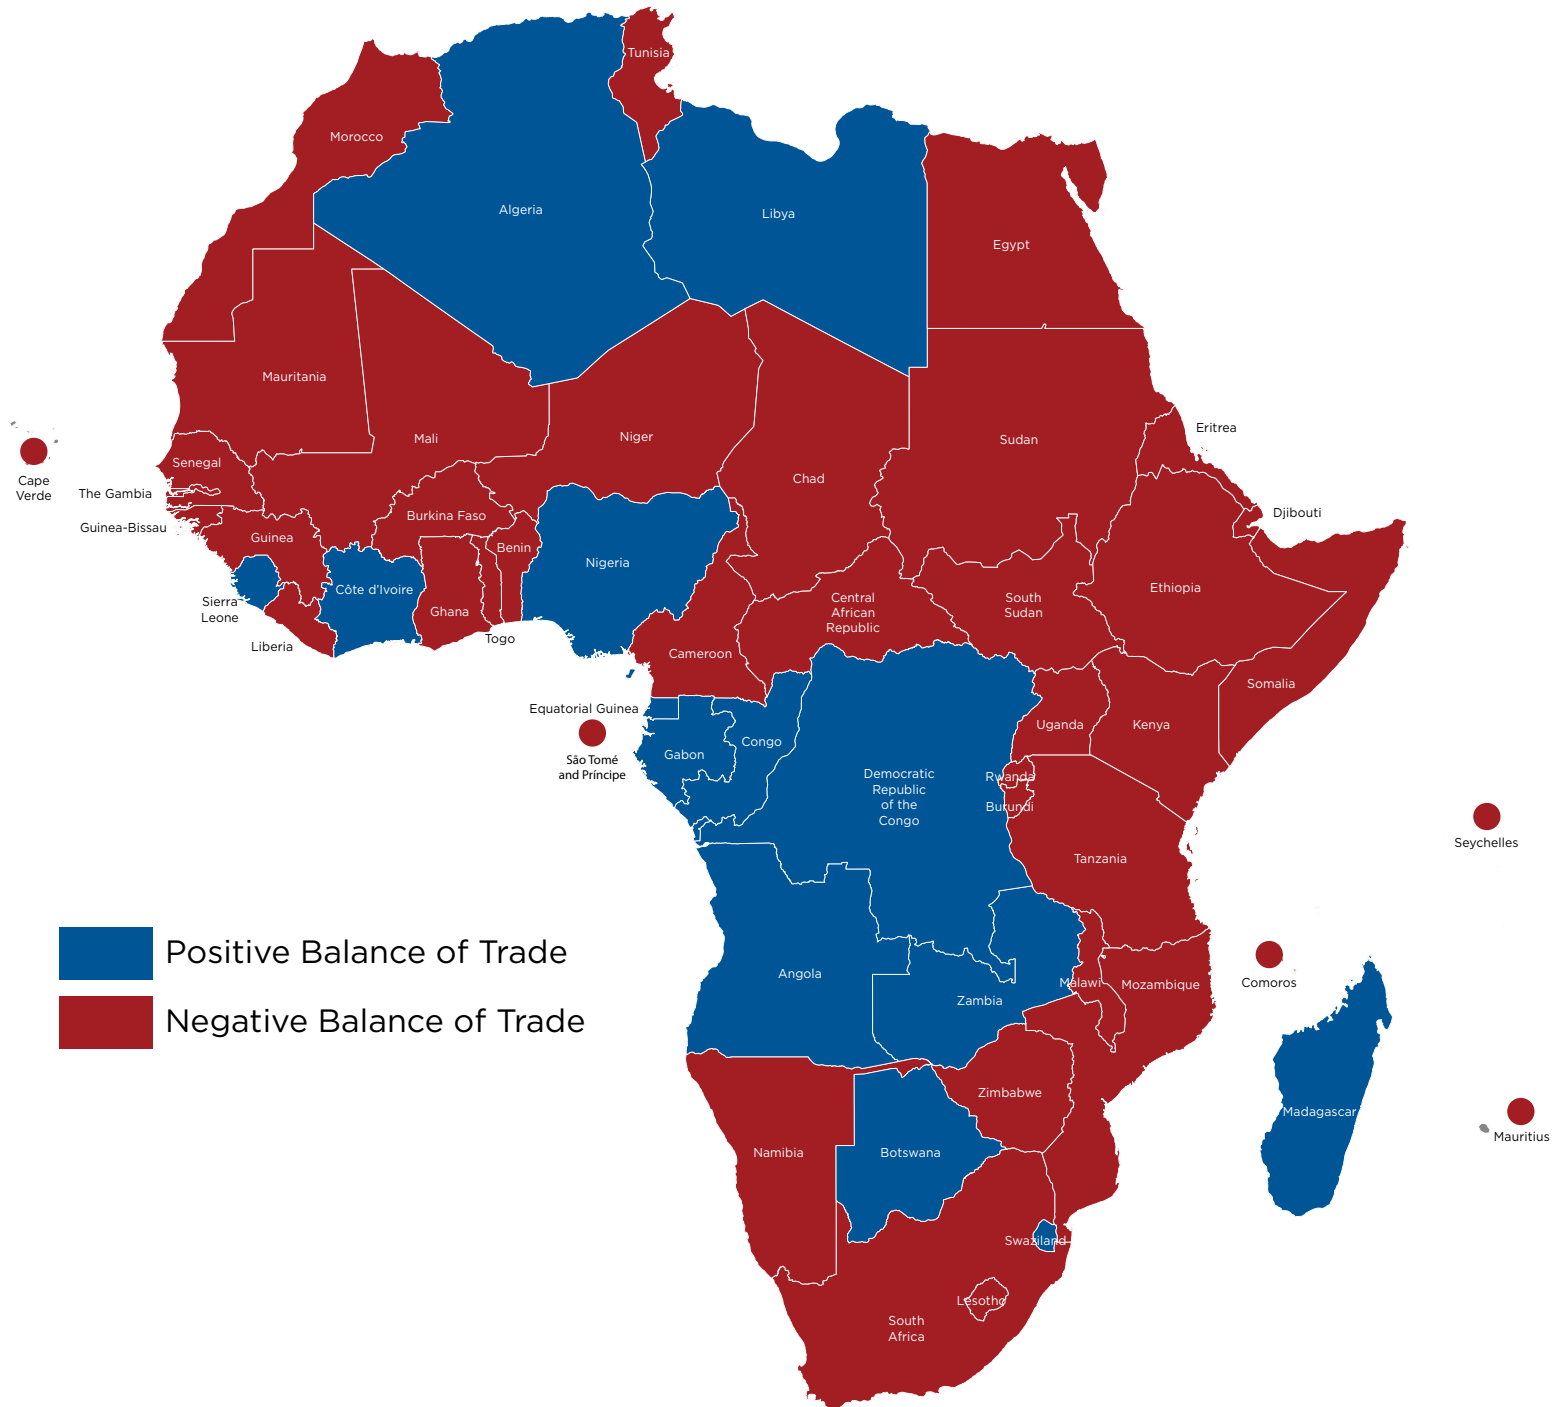 Tunisia
Morocco
Algeria
Libya
Egypt
Mauritania
Mali
Niger
Chad
Sudan
Eritrea
Cape
Verde
Senegal
The Gambia
Guinea-Bissau
Guinea
Burkina Faso
Benin
Nigeria
Djibouti
Sierra
Leone
Côte d'Ivoire
Ghana
Togo
Liberia
Central
African
Republic
South
Sudan
Ethiopia
Cameroon
Somalia
Equatorial Guinea
São Tomé
and Príncipe
Gabon
Congo
Uganda
Kenya
Democratic
Republic
of the
Congo
Rwanda
Burundi
Tanzania
Seychelles
Positive Balance of Trade
Negative Balance of Trade
Angola
Zambia
Malawi
Mozambique
Comoros
Zimbabwe
Madagascar
Mauritius
Namibia
Botswana
Swaziland
Lesotho
South
Africa